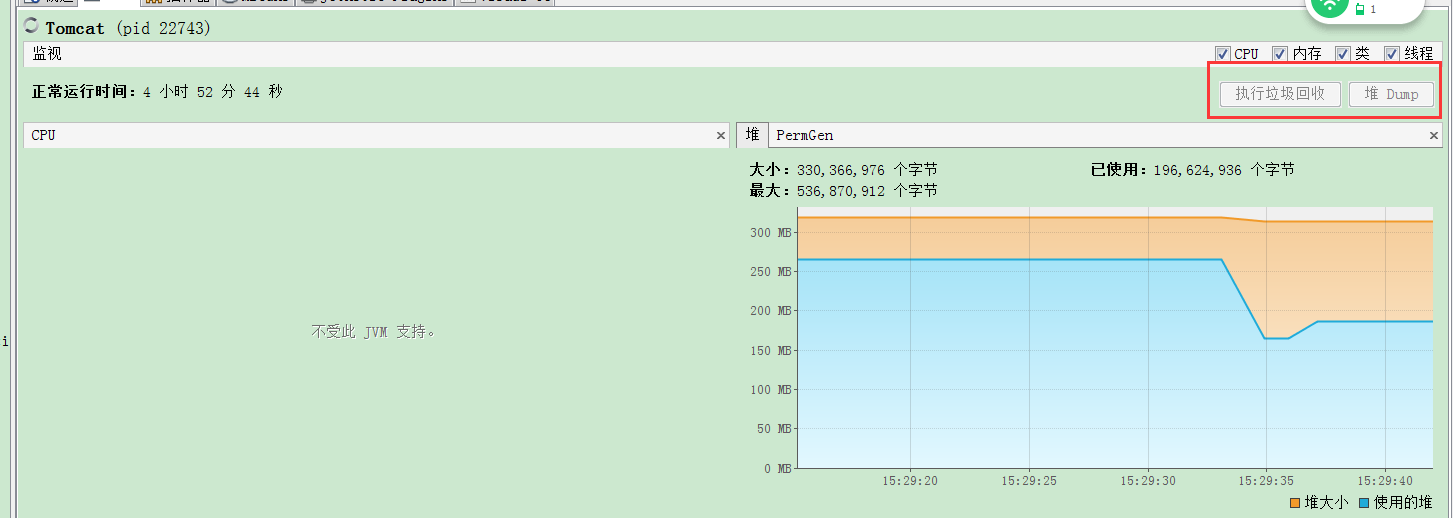 Tomcat (pid 22743)
监视
CPU 内存 类 线程
正常运行时间: 4 小时 52 分 44 秒
执行垃圾回收 堆 Dump
CPU
堆 PermGen
1
不受此 JVM 支持。
i
大小: 330,366,976 个字节
已使用: 196,624,936 个字节
最大: 536,870,912 个字节
300 MB
250 MB
200 MB
150 MB
100 MB
50 MB
0 MB
15:29:20 15:29:25 15:29:30 15:29:35 15:29:40
堆大小 使用的堆